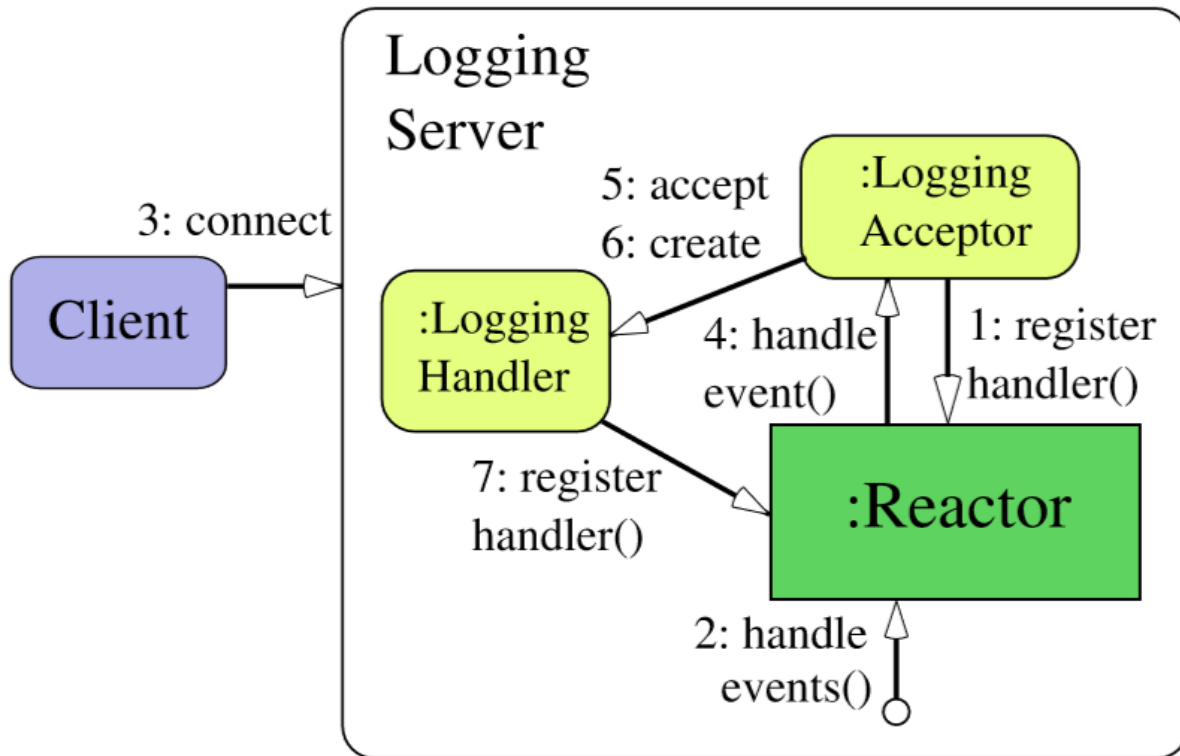 Logging
Server
3: connect
Client
5: accept
6: create
:Logging
Acceptor
:Logging
Handler
4: handle
event()
1: register
handler()
7: register
handler()
:Reactor
2: handle
events()